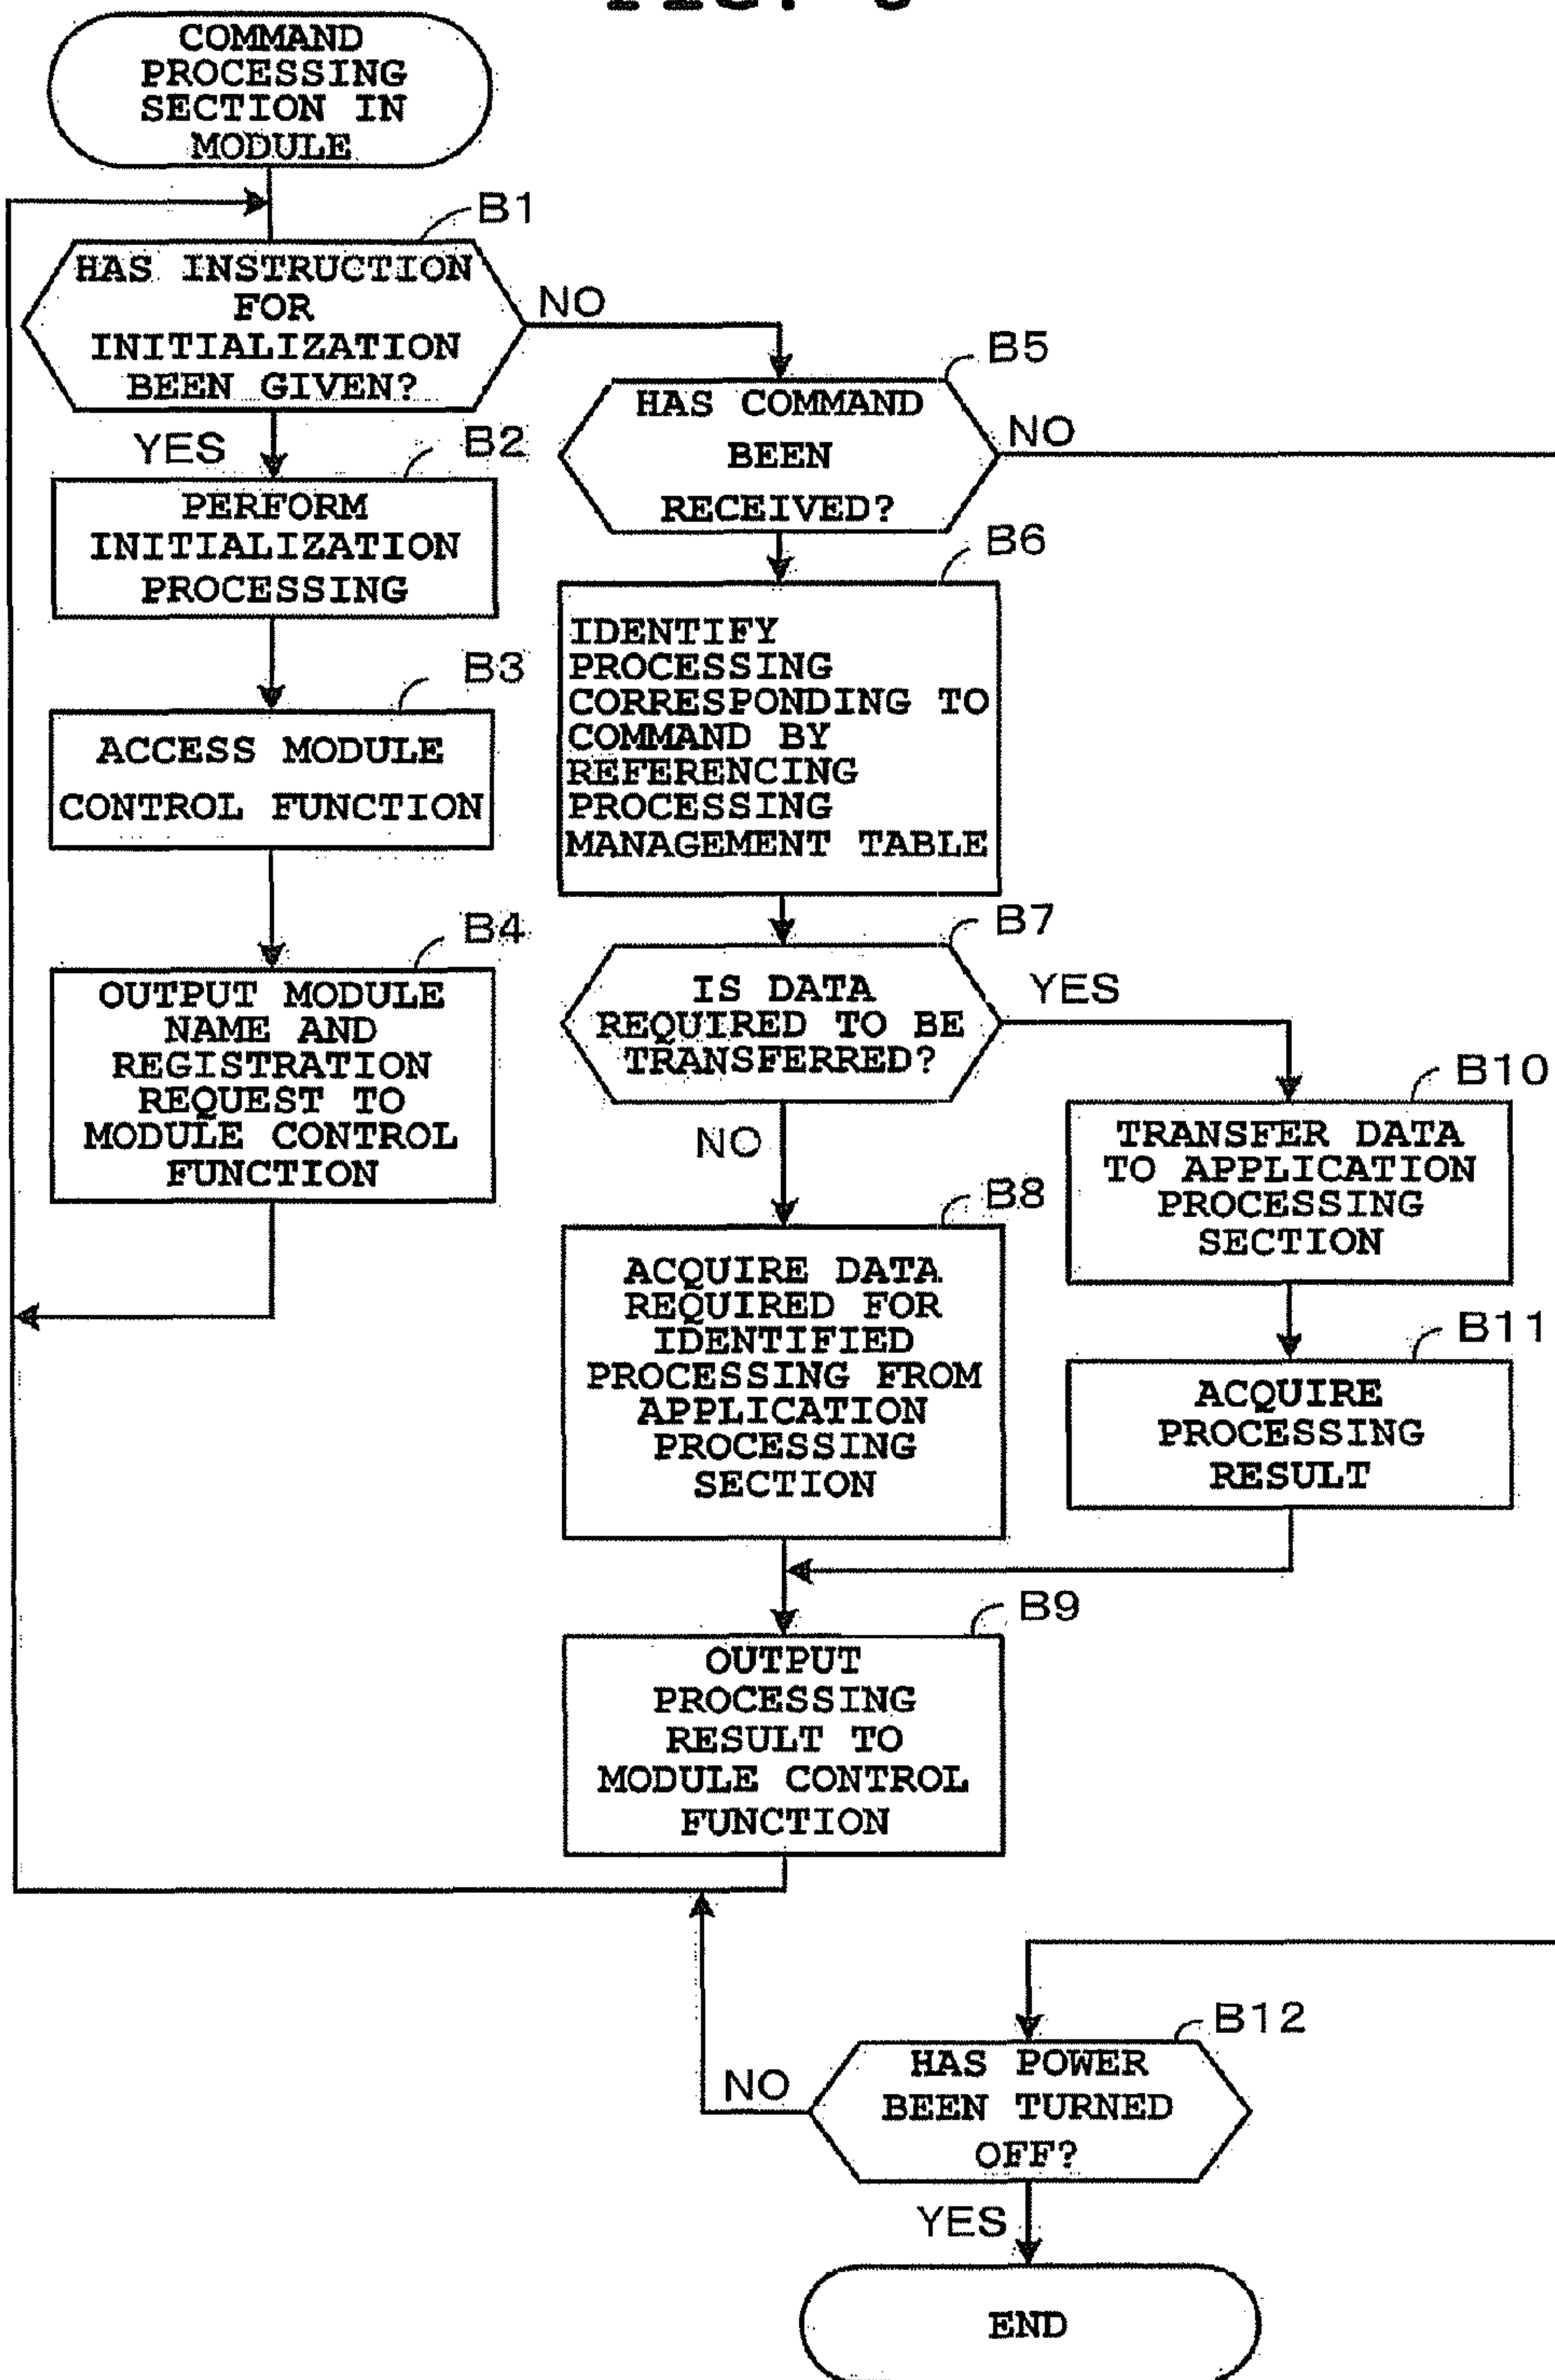 COMMAND
PROCESSING
SECTION IN
MODULE
B1
HAS INSTRUCTION
FOR
INITIALIZATION
BEEN GIVEN?
NO
YES
B2
PERFORM
INITIALIZATION
PROCESSING
B3
ACCESS MODULE
CONTROL FUNCTION
B4
OUTPUT MODULE
NAME AND
REGISTRATION
REQUEST TO
MODULE CONTROL
FUNCTION
B5
HAS COMMAND
BEEN
RECEIVED?
NO
B6
IDENTIFY
PROCESSING
CORRESPONDING TO
COMMAND BY
REFERENCING
PROCESSING
MANAGEMENT TABLE
B7
IS DATA
REQUIRED TO BE
TRANSFERRED?
YES
NO
B8
ACQUIRE DATA
REQUIRED FOR
IDENTIFIED
PROCESSING FROM
APPLICATION
PROCESSING
SECTION
B10
TRANSFER DATA
TO APPLICATION
PROCESSING
SECTION
B11
ACQUIRE
PROCESSING
RESULT
B9
OUTPUT
PROCESSING
RESULT TO
MODULE CONTROL
FUNCTION
B12
HAS POWER
BEEN TURNED
OFF?
NO
YES
END